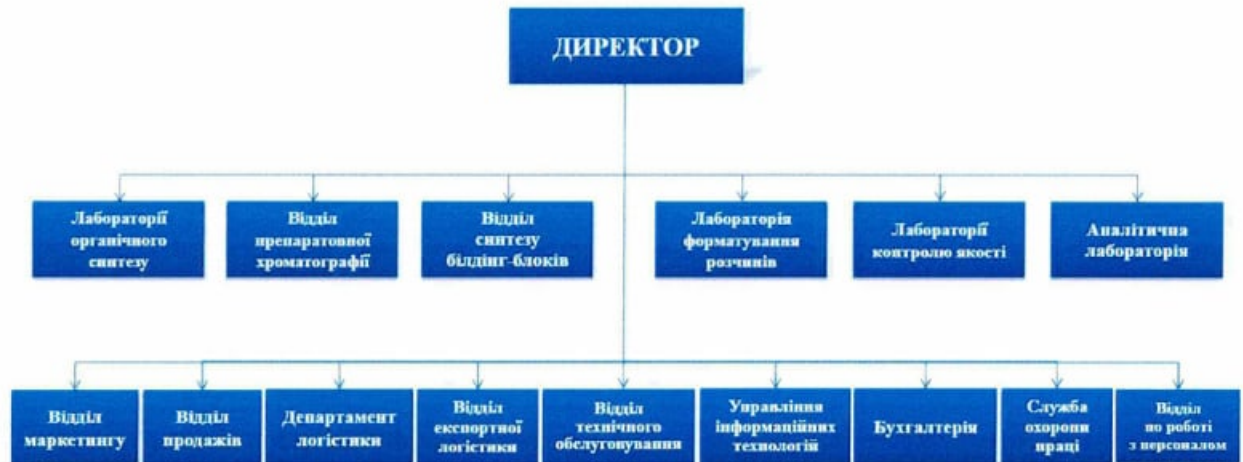 ДИРЕКТОР
Лабораторії
органічного
синтезу
Відділ
препаратовної
хроматографії
Відділ
синтезу
білдінг-блоків
Лабораторія
форматування
розчинів
Лабораторії
контролю якості
Аналітична
лабораторія
Відділ
маркетингу
Відділ
продажів
Департамент
логістики
Відділ
експортної
логістики
Відділ
технічного
обслуговування
Управління
інформаційних
технологій
Бухгалтерія
Служба
охорони
праці
Відділ
по роботі
з персоналом